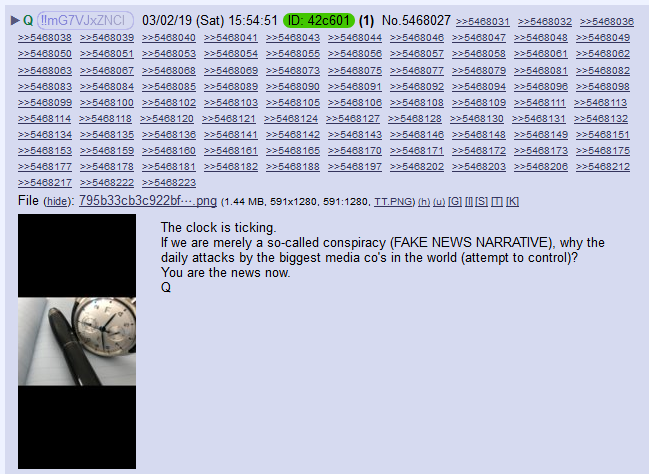 ▶ Q !!mG7VJxZNCI 03/02/19 (Sat) 15:54:51 ID: 42c601 (1) No.5468027 >>5468031 >>5468032 >>5468036
>>5468038 >>5468039 >>5468040 >>5468041 >>5468043 >>5468044 >>5468046 >>5468047 >>5468048 >>5468049
>>5468050 >>5468051 >>5468053 >>5468054 >>5468055 >>5468056 >>5468057 >>5468058 >>5468061 >>5468062
>>5468063 >>5468067 >>5468068 >>5468069 >>5468073 >>5468075 >>5468077 >>5468079 >>5468081 >>5468082
>>5468083 >>5468084 >>5468085 >>5468089 >>5468090 >>5468091 >>5468092 >>5468094 >>5468096 >>5468098
>>5468099 >>5468100 >>5468102 >>5468103 >>5468105 >>5468106 >>5468108 >>5468109 >>5468111 >>5468113
>>5468114 >>5468118 >>5468120 >>5468121 >>5468124 >>5468127 >>5468128 >>5468130 >>5468131 >>5468132
>>5468134 >>5468135 >>5468136 >>5468141 >>5468142 >>5468143 >>5468146 >>5468148 >>5468149 >>5468151
>>5468153 >>5468159 >>5468160 >>5468161 >>5468165 >>5468170 >>5468171 >>5468172 >>5468173 >>5468175
>>5468177 >>5468178 >>5468181 >>5468182 >>5468188 >>5468197 >>5468202 >>5468203 >>5468206 >>5468212
>>5468217 >>5468222 >>5468223
File (hide): 795b33cb3c922bf⋯.png (1.44 MB, 591x1280, 591:1280, TT.PNG) (h) (u) [G] [I] [S] [T] [K]
The clock is ticking.
If we are merely a so-called conspiracy (FAKE NEWS NARRATIVE), why the
daily attacks by the biggest media co's in the world (attempt to control)?
You are the news now.
Q